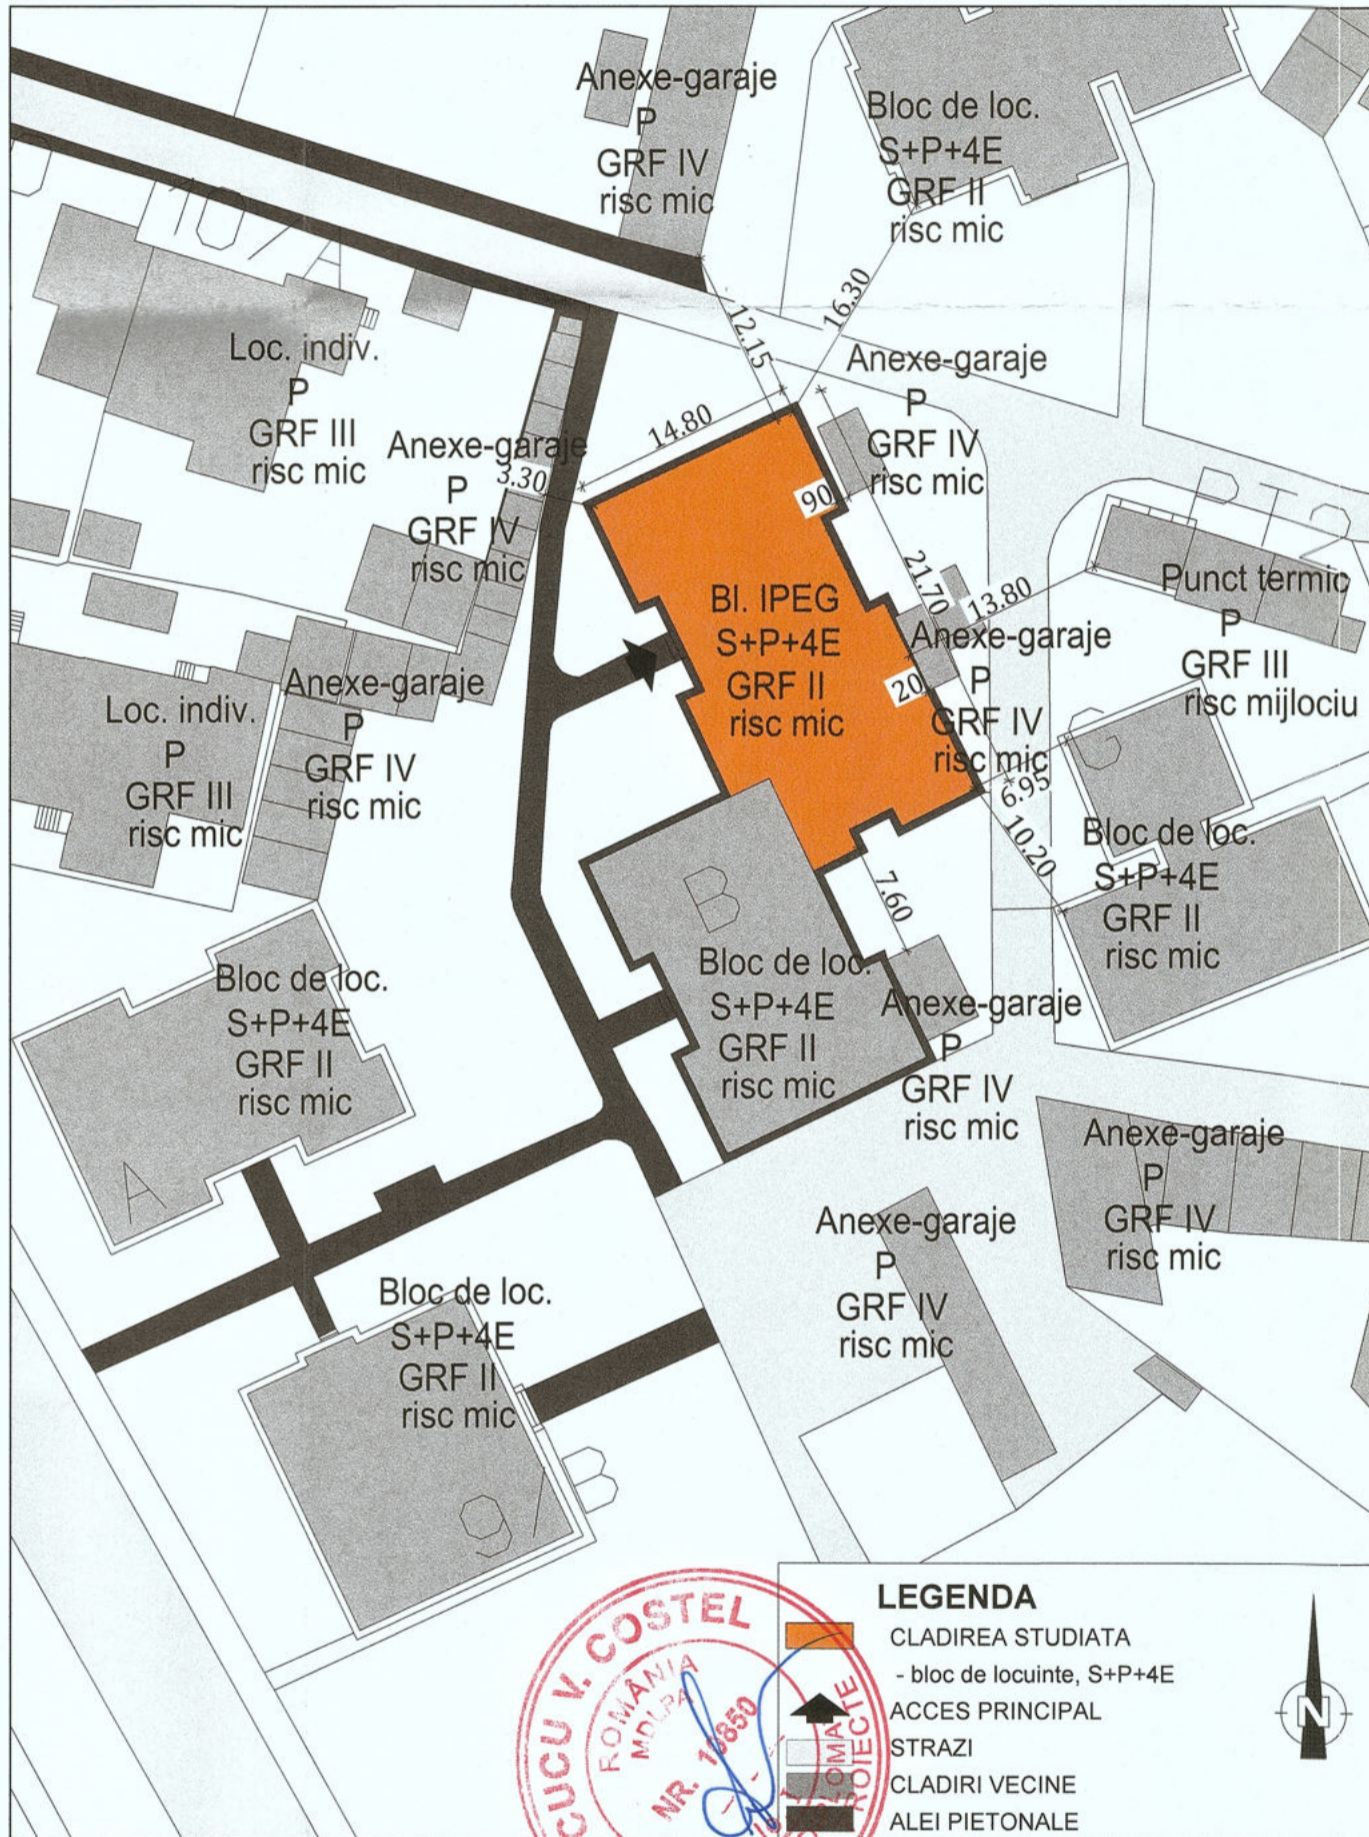 Anexe-garaje
P
GRF IV
risc mic
Bloc de loc.
S+P+4E
GRF II
risc mic
12.15
16.30
Loc. indiv.
P
GRF III
risc mic
Anexe-garaje
P
GRF IV
risc mic
3.30
14.80
Anexe-garaje
P
GRF IV
risc mic
90
21.70
13.80
Bl. IPEG
S+P+4E
GRF II
risc mic
20
Anexe-garaje
P
GRF IV
risc mic
Punct termic
P
GRF III
risc mijlociu
Loc. indiv.
P
GRF III
risc mic
Anexe-garaje
P
GRF IV
risc mic
G
6.95
10.20
7.60
Bloc de loc.
S+P+4E
GRF II
risc mic
B
Bloc de loc.
S+P+4E
GRF II
risc mic
Bloc de loc.
S+P+4E
GRF II
risc mic
A
Anexe-garaje
P
GRF IV
risc mic
Anexe-garaje
P
GRF IV
risc mic
Anexe-garaje
P
GRF IV
risc mic
Bloc de loc.
S+P+4E
GRF II
risc mic
9/B
CUCU V. COSTEL
ROMÂNIA
MDLPA
NR. 10850
LEGENDA
CLADIREA STUDIATA
- bloc de locuinte, S+P+4E
ACCES PRINCIPAL
STRAZI
CLADIRI VECINE
ALEI PIETONALE
N